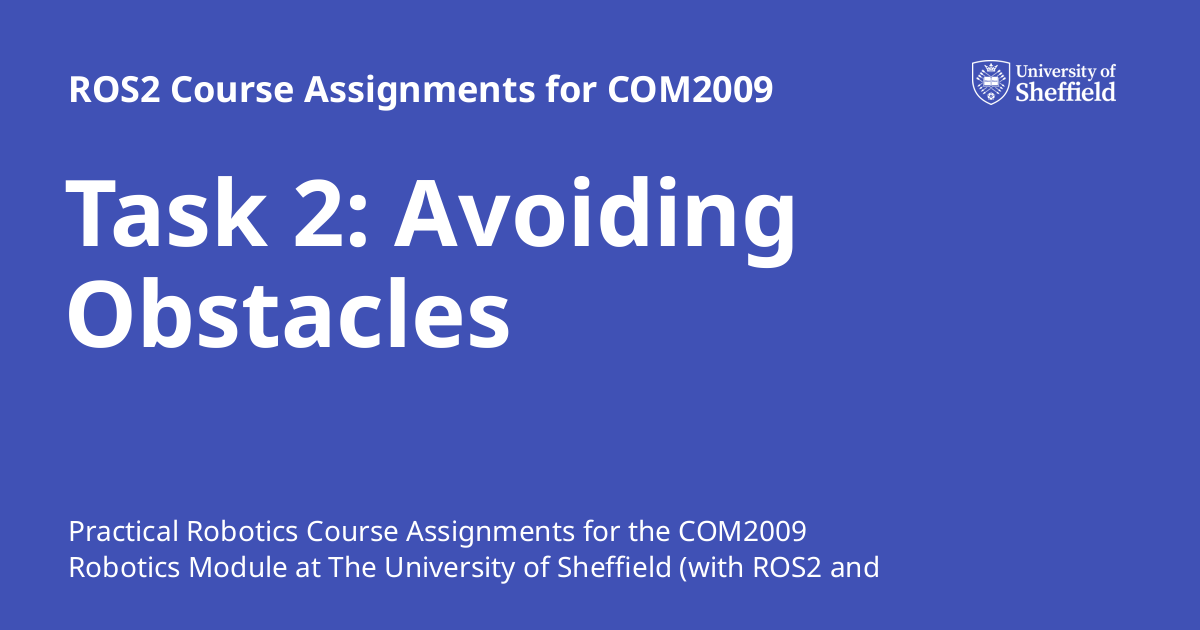 ROS2 Course Assignments for COM2009
University of
Sheffield
Task 2: Avoiding
Obstacles
Practical Robotics Course Assignments for the COM2009
Robotics Module at The University of Sheffield (with ROS2 and